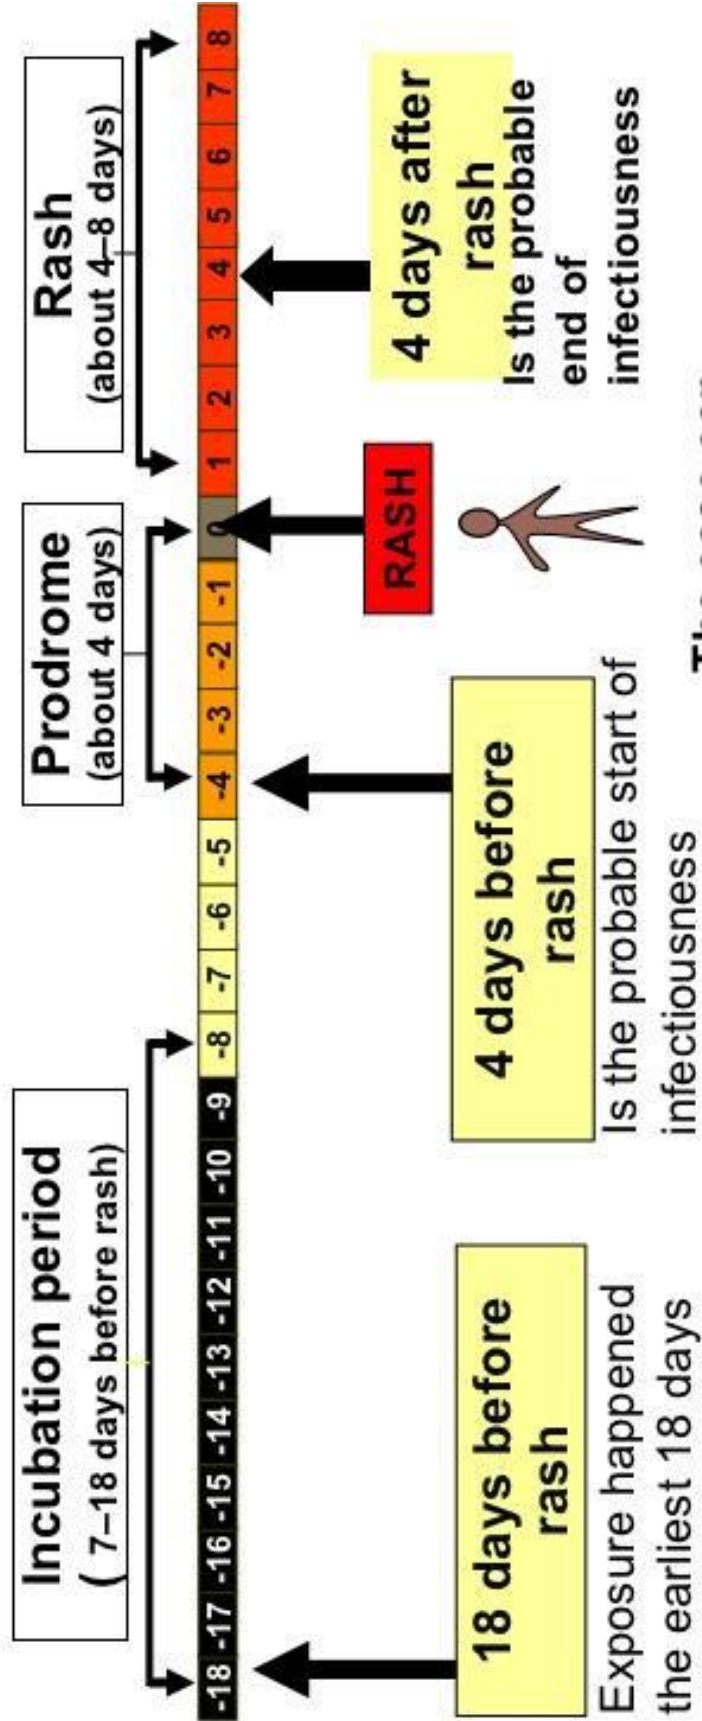 Incubation period
( 7–18 days before rash)
Prodrome
(about 4 days)
Rash
(about 4–8 days)
-18 -17 -16 -15 -14 -13 -12 -11 -10 -9 -8 -7 -6 -5 -4 -3 -2 -1 0 1 2 3 4 5 6 7 8
18 days before
rash
Exposure happened
the earliest 18 days
4 days before
rash
Is the probable start of
infectiousness
RASH
4 days after
rash
Is the probable
end of
infectiousness